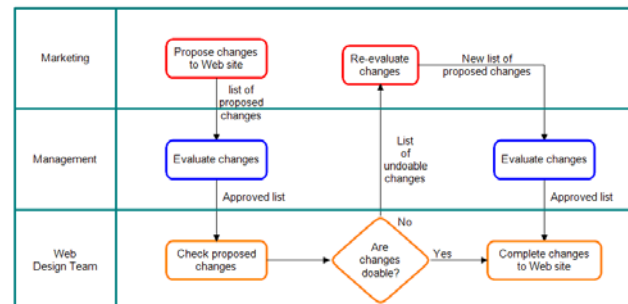 Marketing
Propose changes
to Web site
Re-evaluate
changes
New list of
proposed changes
list of
proposed
changes
Management
Evaluate changes
List
of
undoable
changes
Evaluate changes
Approved list
Approved list
No
Web
Design Team
Check proposed
changes
Are
changes
doable?
Yes
Complete changes
to Web site